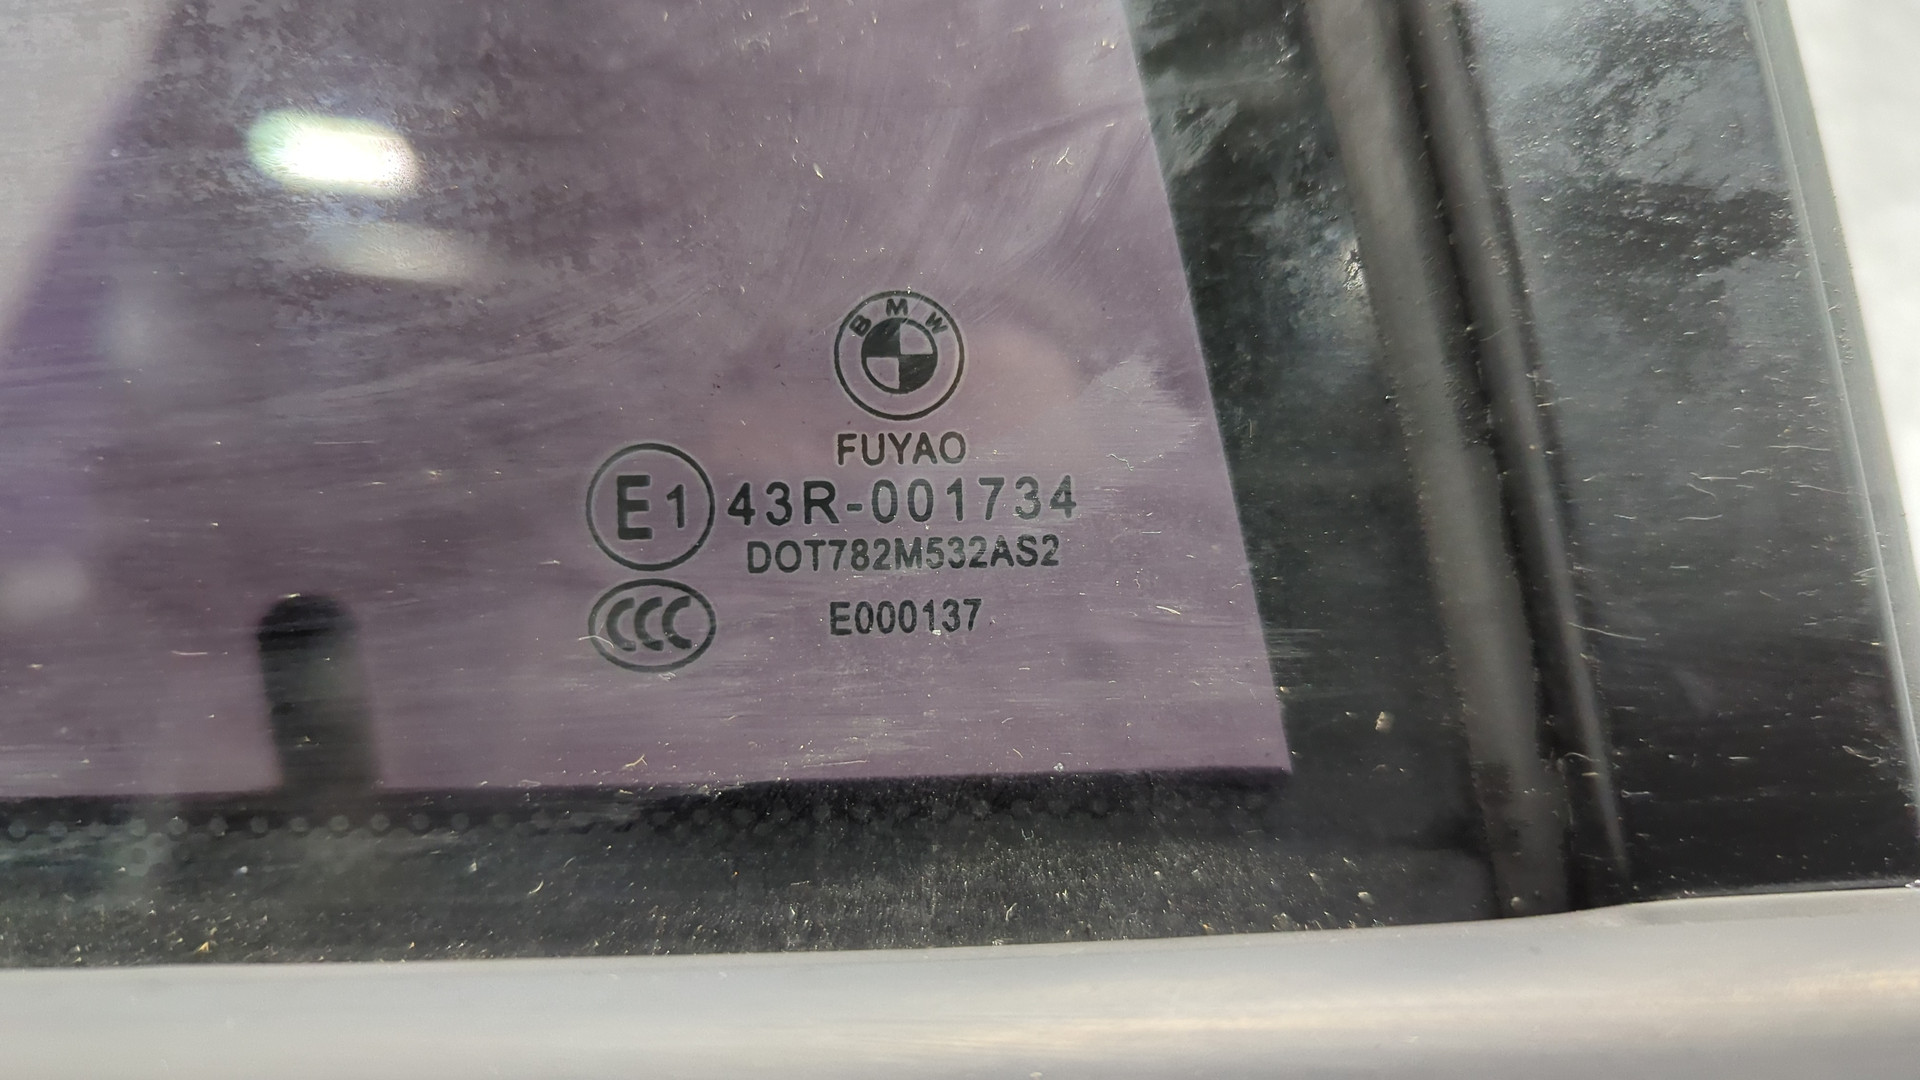 BMW
FUYAO
E1 43R-001734
DOT782M532AS2
CCC E000137